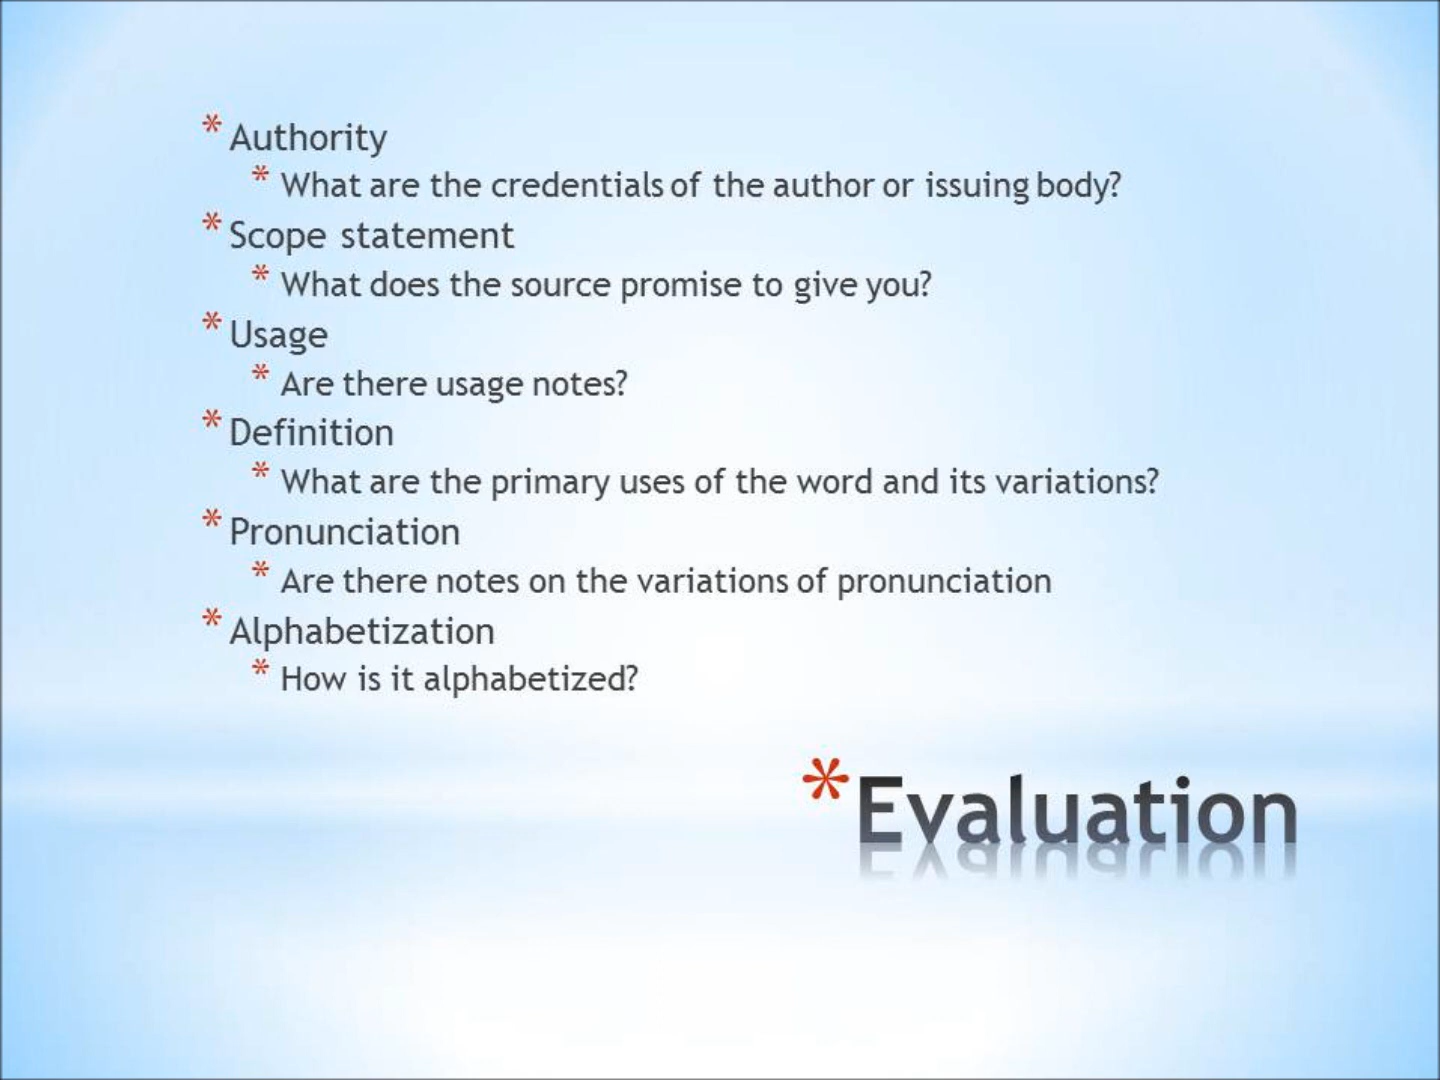 * Authority
* What are the credentials of the author or issuing body?
* Scope statement
* What does the source promise to give you?
* Usage
* Are there usage notes?
* Definition
* What are the primary uses of the word and its variations?
* Pronunciation
* Are there notes on the variations of pronunciation
* Alphabetization
* How is it alphabetized?
* Evaluation